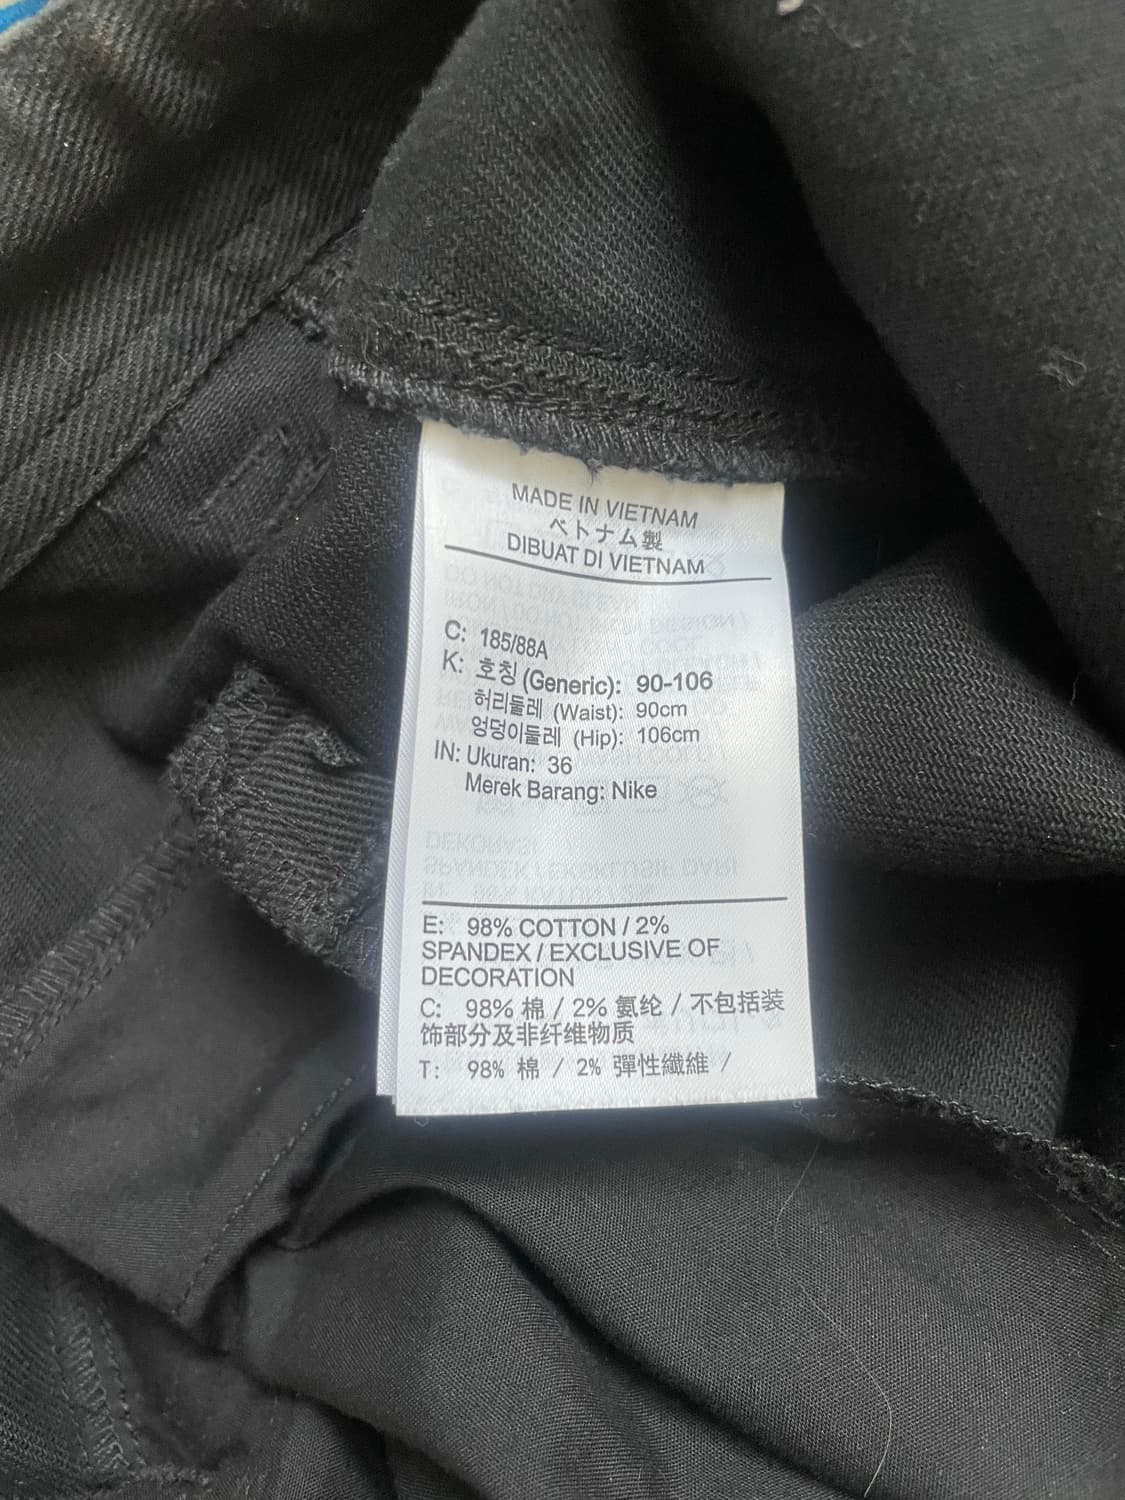 MADE IN VIETNAM
ベトナム製
DIBUAT DI VIETNAM
C: 185/88A
K: 호칭 (Generic): 90-106
허리둘레 (Waist): 90cm
엉덩이둘레 (Hip): 106cm
IN: Ukuran: 36
Merek Barang: Nike
E: 98% COTTON / 2%
SPANDEX / EXCLUSIVE OF
DECORATION
C: 98% 棉 / 2% 氨纶 / 不包括装
饰部分及非纤维物质
T: 98% 棉 / 2% 彈性纖維 /